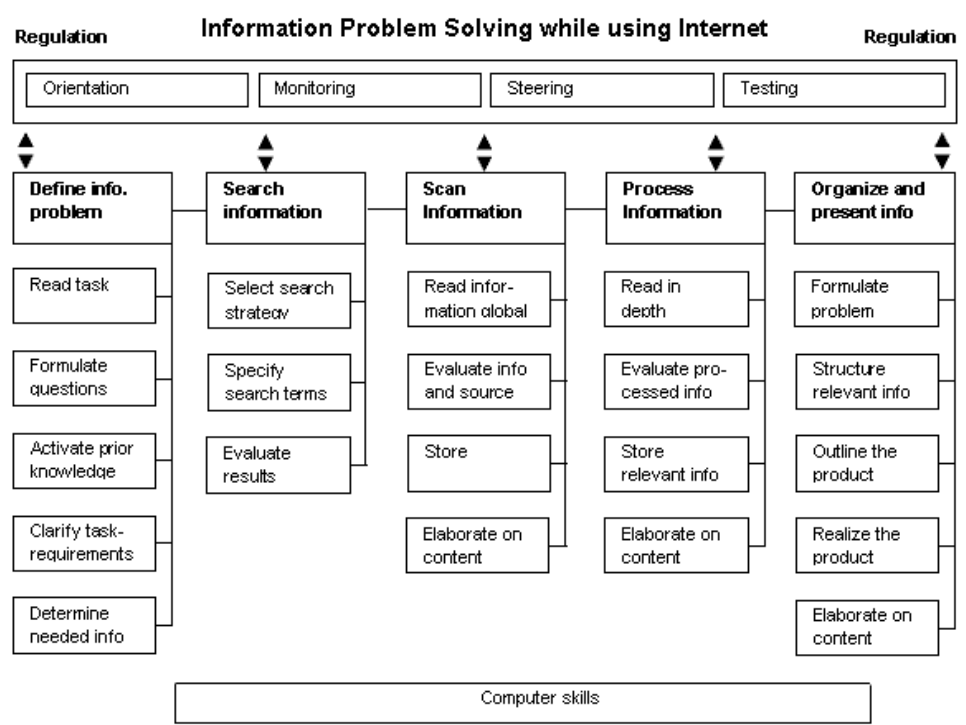 Information Problem Solving while using Internet
Regulation
Regulation
Orientation
Monitoring
Steering
Testing
Define info.
problem
Read task
Formulate
questions
Activate prior
knowledge
Clarify task-
requirements
Determine
needed info
Search
information
Select search
strategy
Specify
search terms
Evaluate
results
Scan
Information
Read infor-
mation global
Evaluate info
and source
Store
Elaborate on
content
Process
Information
Read in
depth
Evaluate pro-
cessed info
Store
relevant info
Elaborate on
content
Organize and
present info
Formulate
problem
Structure
relevant info
Outline the
product
Realize the
product
Elaborate on
content
Computer skills